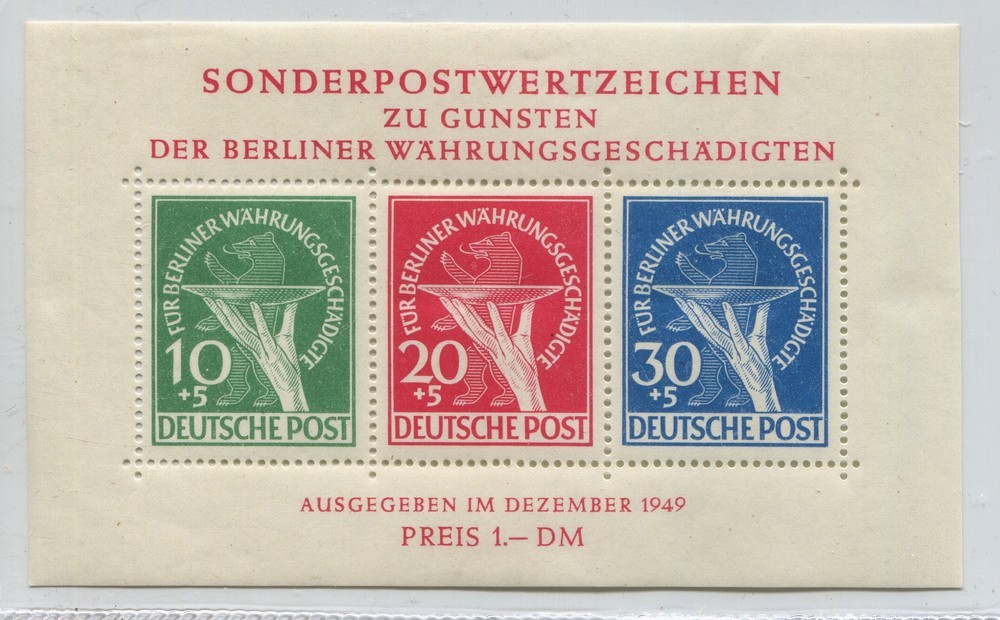 SONDERPOSTWERTZEICHEN
ZU GUNSTEN
DER BERLINER WÄHRUNGSGESCHÄDIGTEN
FÜR BERLINER WÄHRUNGSGESCHÄDIGTE
10
+5
DEUTSCHE POST
FÜR BERLINER WÄHRUNGSGESCHÄDIGTE
20
+5
DEUTSCHE POST
FÜR BERLINER WÄHRUNGSGESCHÄDIGTE
30
+5
DEUTSCHE POST
AUSGEGEBEN IM DEZEMBER 1949
PREIS 1.— DM